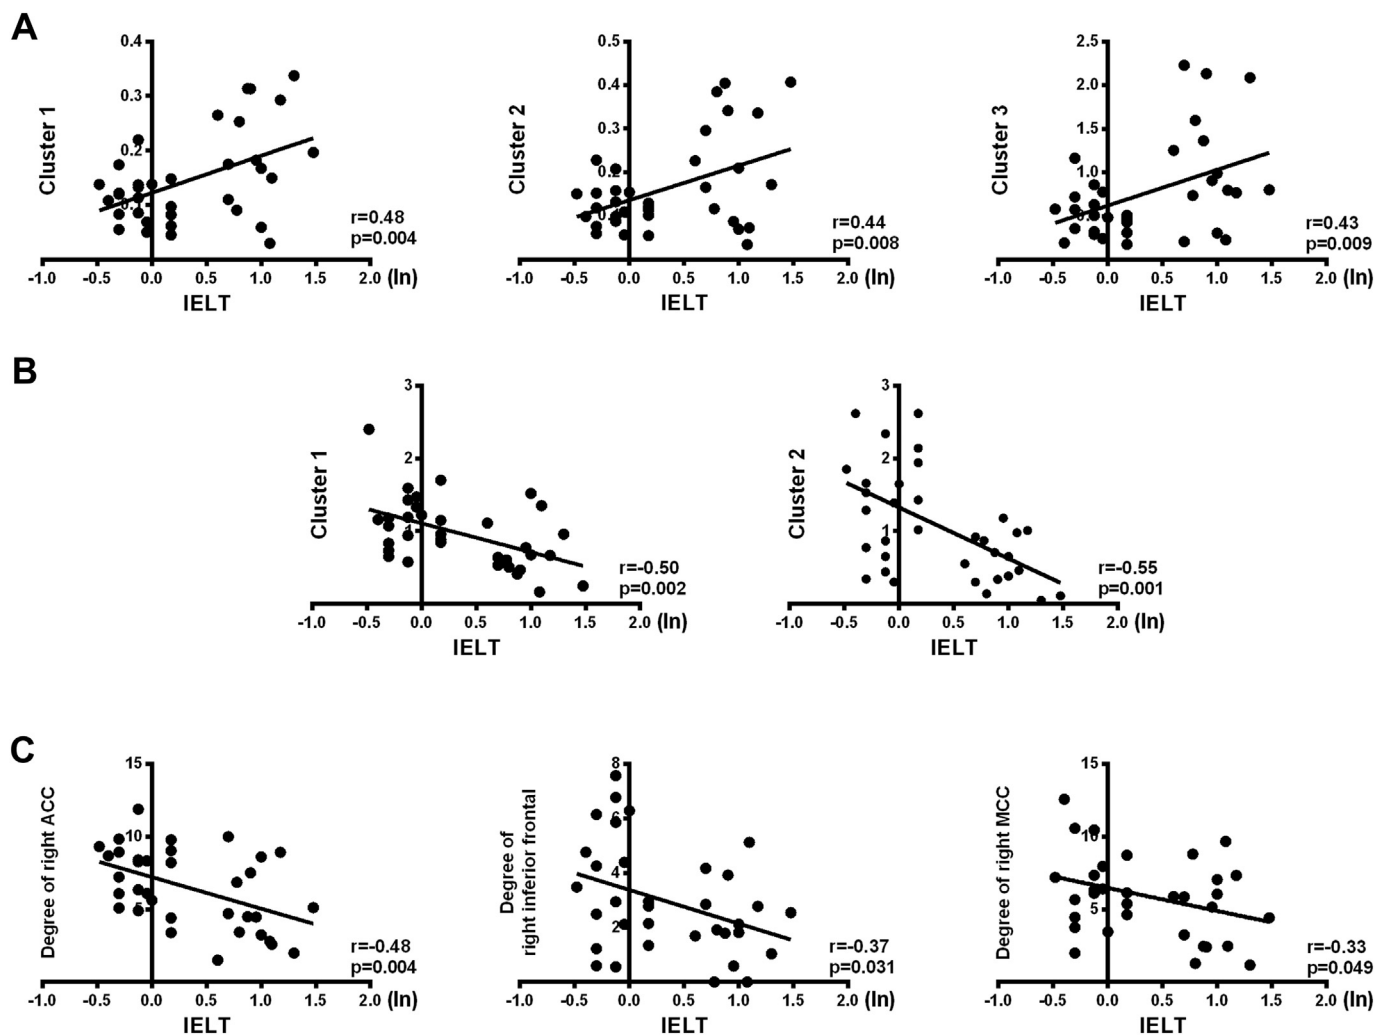 A
Cluster 1
0.4
0.3
0.2
0.1
r=0.48
p=0.004
-1.0 -0.5 0.0 0.5 1.0 1.5 2.0 (ln)
IELT
Cluster 2
0.5
0.4
0.3
0.2
0.1
r=0.44
p=0.008
-1.0 -0.5 0.0 0.5 1.0 1.5 2.0 (ln)
IELT
Cluster 3
2.5
2.0
1.5
1.0
0.5
r=0.43
p=0.009
-1.0 -0.5 0.0 0.5 1.0 1.5 2.0 (ln)
IELT
B
Cluster 1
3
2
1
r=-0.50
p=0.002
-1.0 -0.5 0.0 0.5 1.0 1.5 2.0 (ln)
IELT
Cluster 2
3
2
1
r=-0.55
p=0.001
-1.0 -0.5 0.0 0.5 1.0 1.5 2.0 (ln)
IELT
C
Degree of right ACC
15
10
5
r=-0.48
p=0.004
-1.0 -0.5 0.0 0.5 1.0 1.5 2.0 (ln)
IELT
Degree of
right inferior frontal
8
6
4
2
r=-0.37
p=0.031
-1.0 -0.5 0.0 0.5 1.0 1.5 2.0 (ln)
IELT
Degree of right MCC
15
10
5
r=-0.33
p=0.049
-1.0 -0.5 0.0 0.5 1.0 1.5 2.0 (ln)
IELT